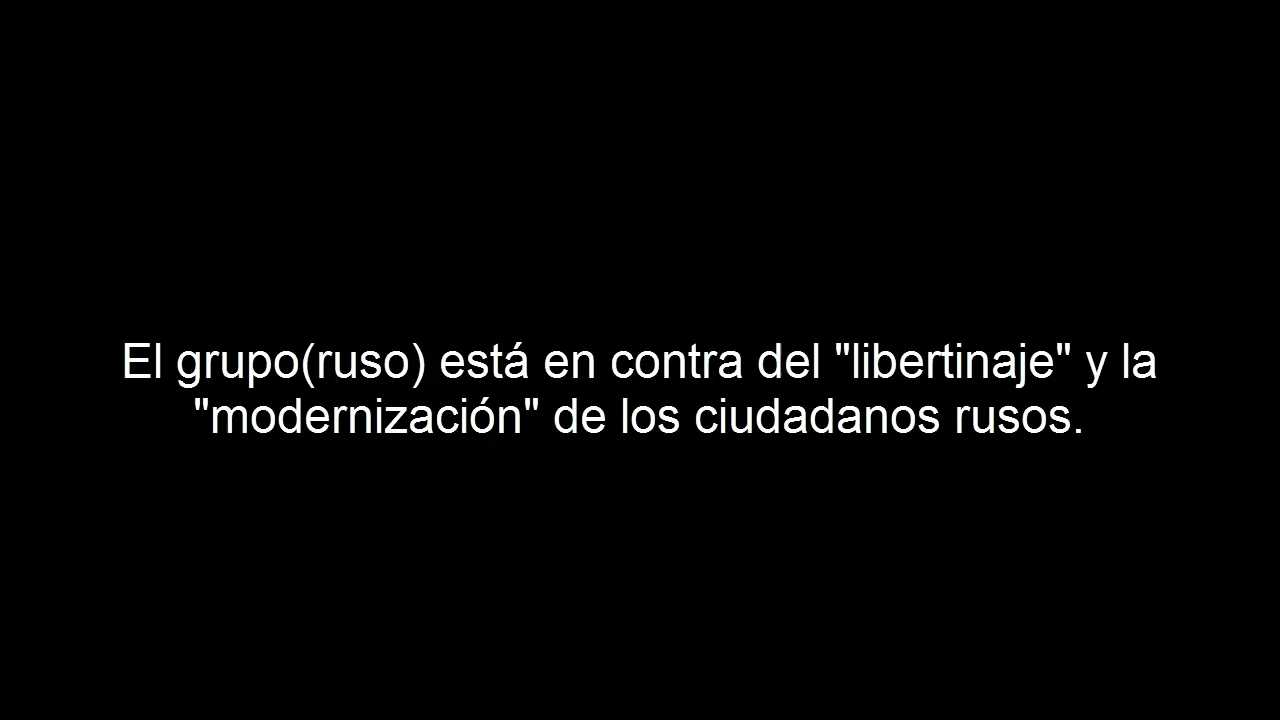 El grupo(ruso) está en contra del "libertinaje" y la
"modernización" de los ciudadanos rusos.